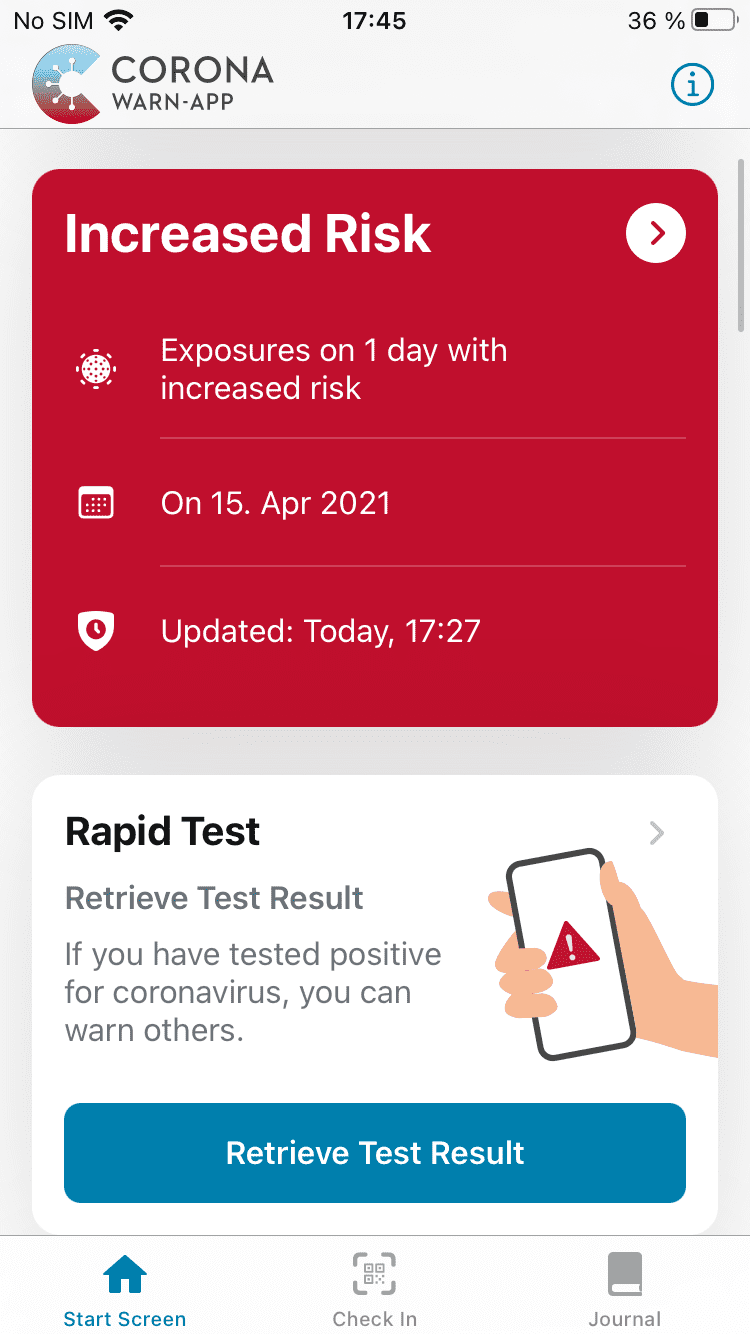 No SIM 17:45 36 %
CORONA
WARN-APP
i
Increased Risk
Exposures on 1 day with
increased risk
On 15. Apr 2021
Updated: Today, 17:27
Rapid Test
Retrieve Test Result
If you have tested positive
for coronavirus, you can
warn others.
Retrieve Test Result
Start Screen Check In Journal